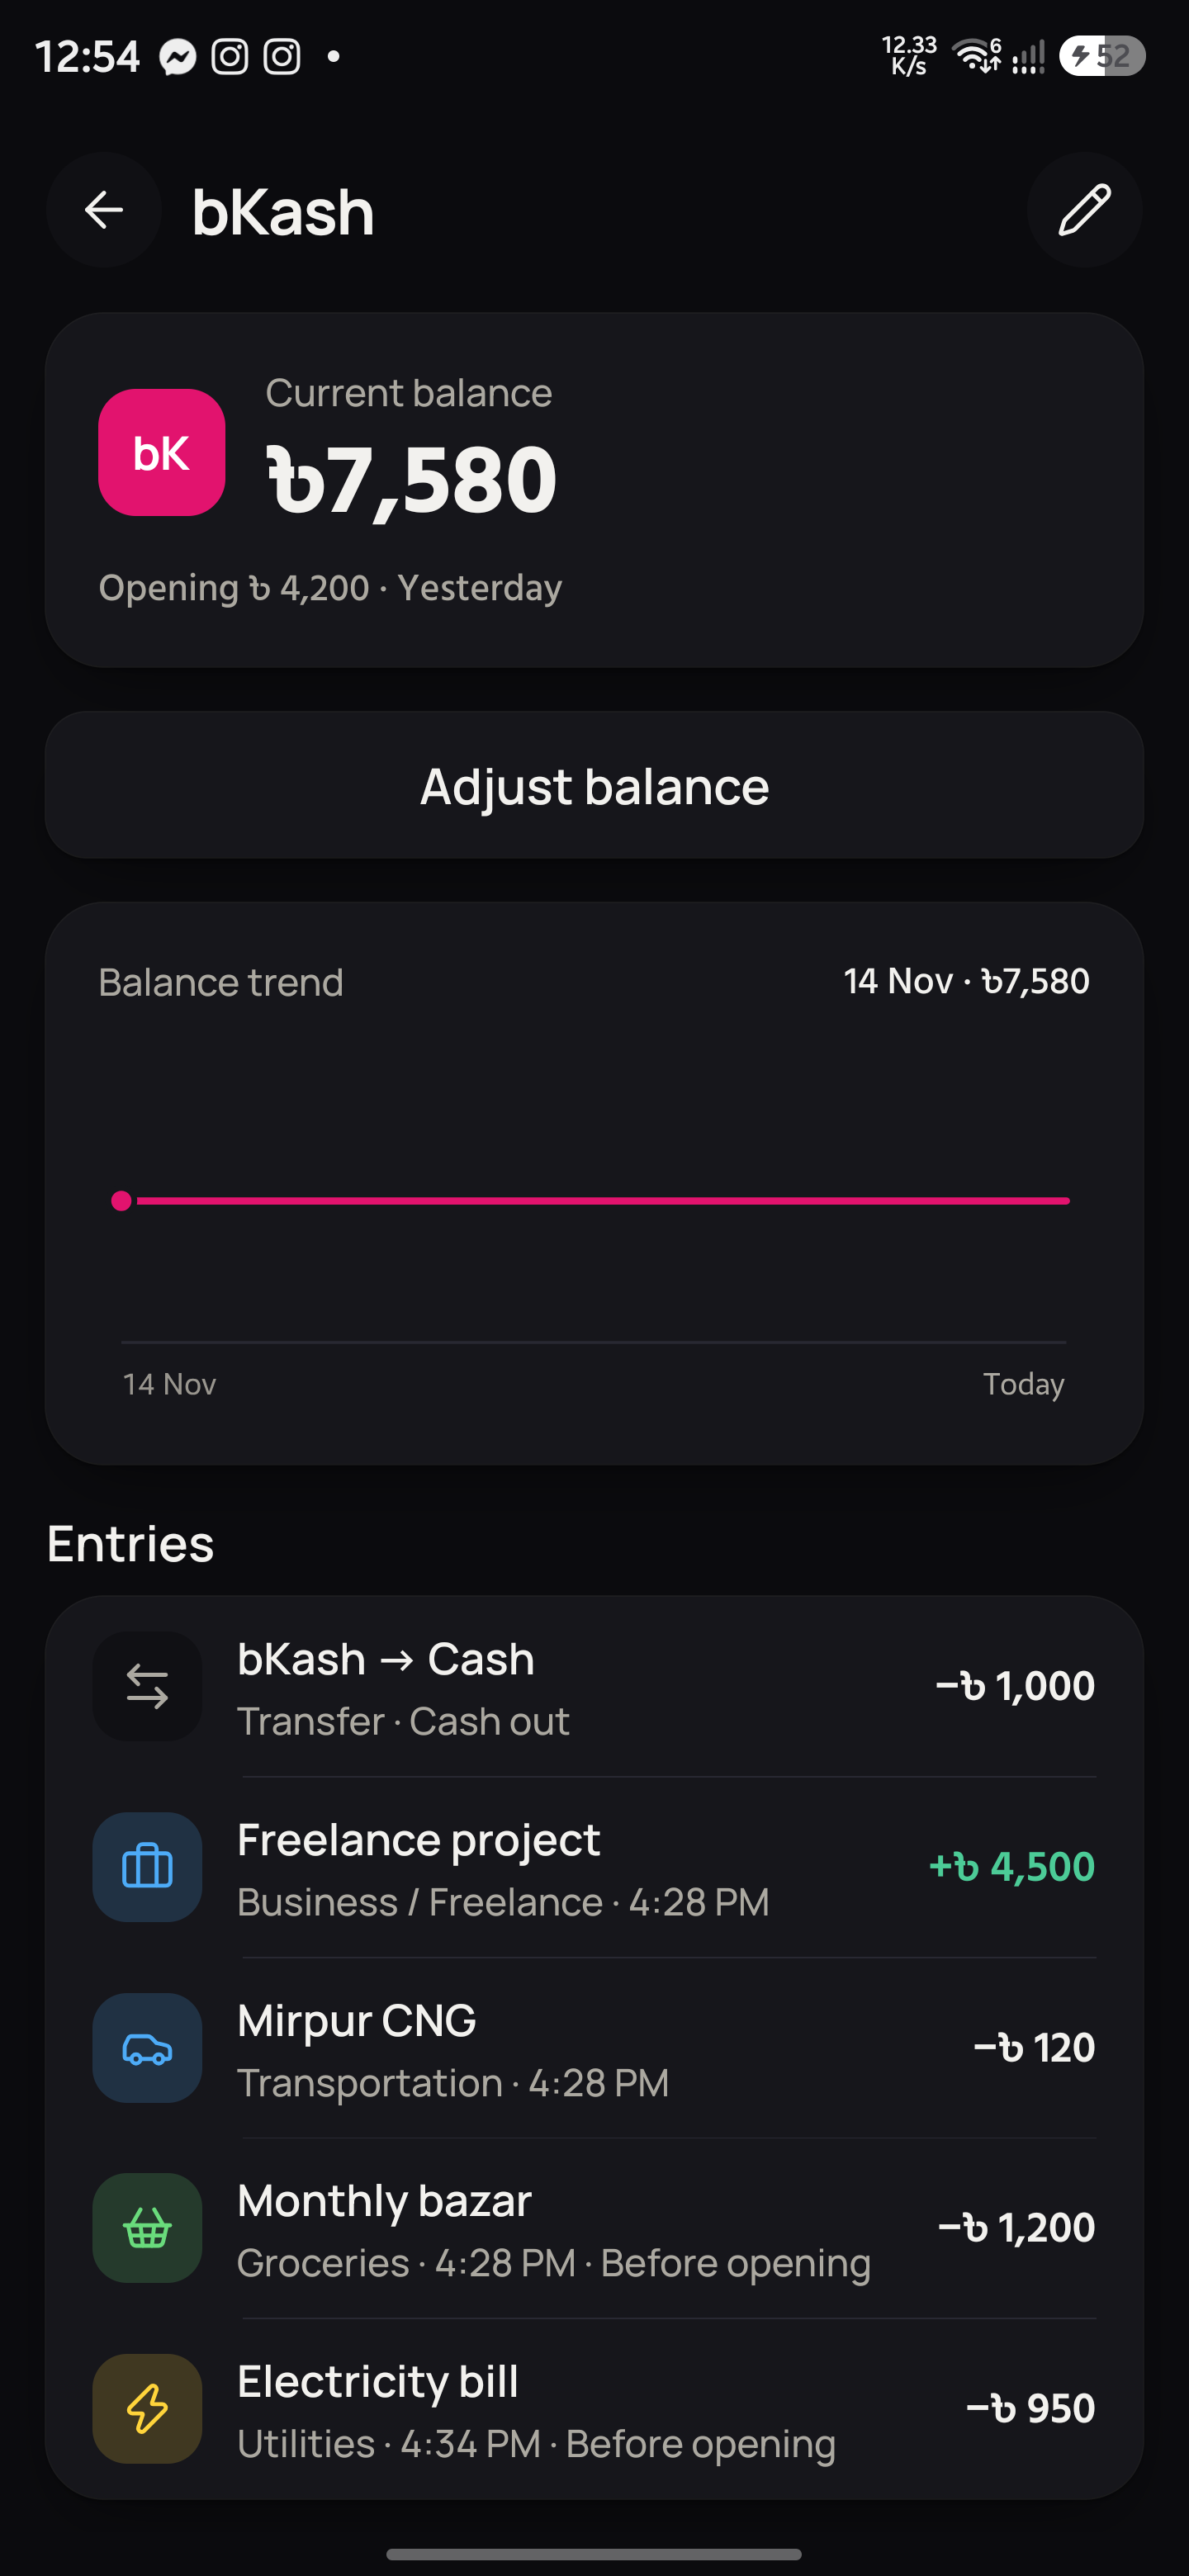 12:54
12.33 K/s
6
52
bKash
bK
Current balance
৳7,580
Opening ৳ 4,200 · Yesterday
Adjust balance
Balance trend
14 Nov · ৳7,580
14 Nov
Today
Entries
bKash → Cash
−৳ 1,000
Transfer · Cash out
Freelance project
+৳ 4,500
Business / Freelance · 4:28 PM
Mirpur CNG
−৳ 120
Transportation · 4:28 PM
Monthly bazar
−৳ 1,200
Groceries · 4:28 PM · Before opening
Electricity bill
−৳ 950
Utilities · 4:34 PM · Before opening